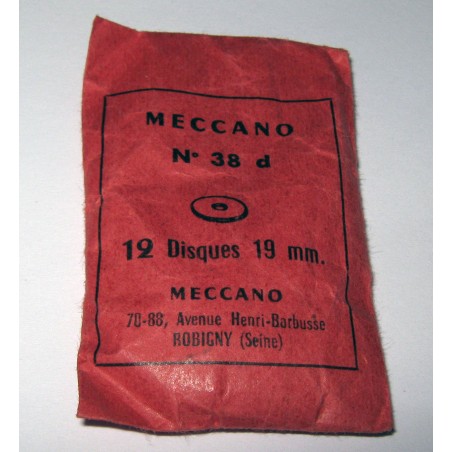 MECCANO
N° 38 d
12 Disques 19 mm.
MECCANO
70-88, Avenue Henri-Barbusse
BOBIGNY (Seine)